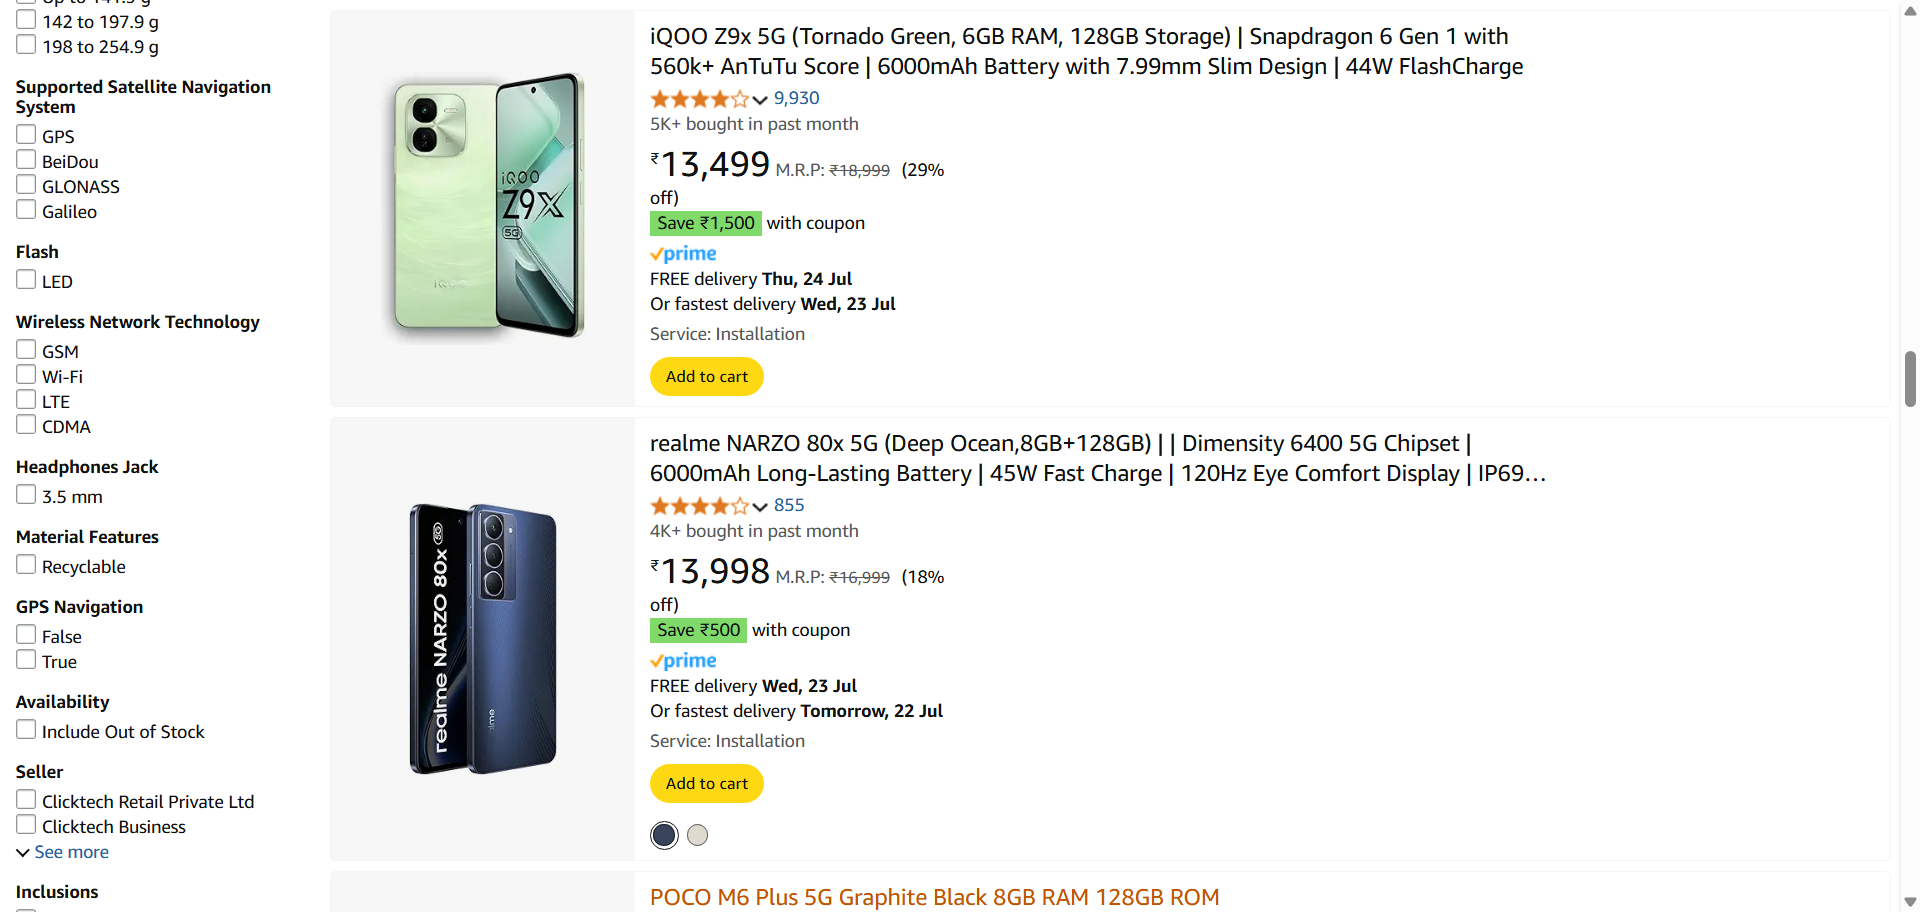 Up to 141.9 g
142 to 197.9 g
198 to 254.9 g
Supported Satellite Navigation
System
GPS
BeiDou
GLONASS
Galileo
Flash
LED
Wireless Network Technology
GSM
Wi-Fi
LTE
CDMA
Headphones Jack
3.5 mm
Material Features
Recyclable
GPS Navigation
False
True
Availability
Include Out of Stock
Seller
Clicktech Retail Private Ltd
Clicktech Business
See more
Inclusions
iQOO
Z9X
5G
iQOO
iQOO Z9x 5G (Tornado Green, 6GB RAM, 128GB Storage) | Snapdragon 6 Gen 1 with
560k+ AnTuTu Score | 6000mAh Battery with 7.99mm Slim Design | 44W FlashCharge
9,930
5K+ bought in past month
₹13,499 M.R.P: ₹18,999 (29%
off)
Save ₹1,500 with coupon
prime
FREE delivery Thu, 24 Jul
Or fastest delivery Wed, 23 Jul
Service: Installation
Add to cart
realme NARZO 80x 5G
realme
realme NARZO 80x 5G (Deep Ocean,8GB+128GB) | | Dimensity 6400 5G Chipset |
6000mAh Long-Lasting Battery | 45W Fast Charge | 120Hz Eye Comfort Display | IP69…
855
4K+ bought in past month
₹13,998 M.R.P: ₹16,999 (18%
off)
Save ₹500 with coupon
prime
FREE delivery Wed, 23 Jul
Or fastest delivery Tomorrow, 22 Jul
Service: Installation
Add to cart
POCO M6 Plus 5G Graphite Black 8GB RAM 128GB ROM